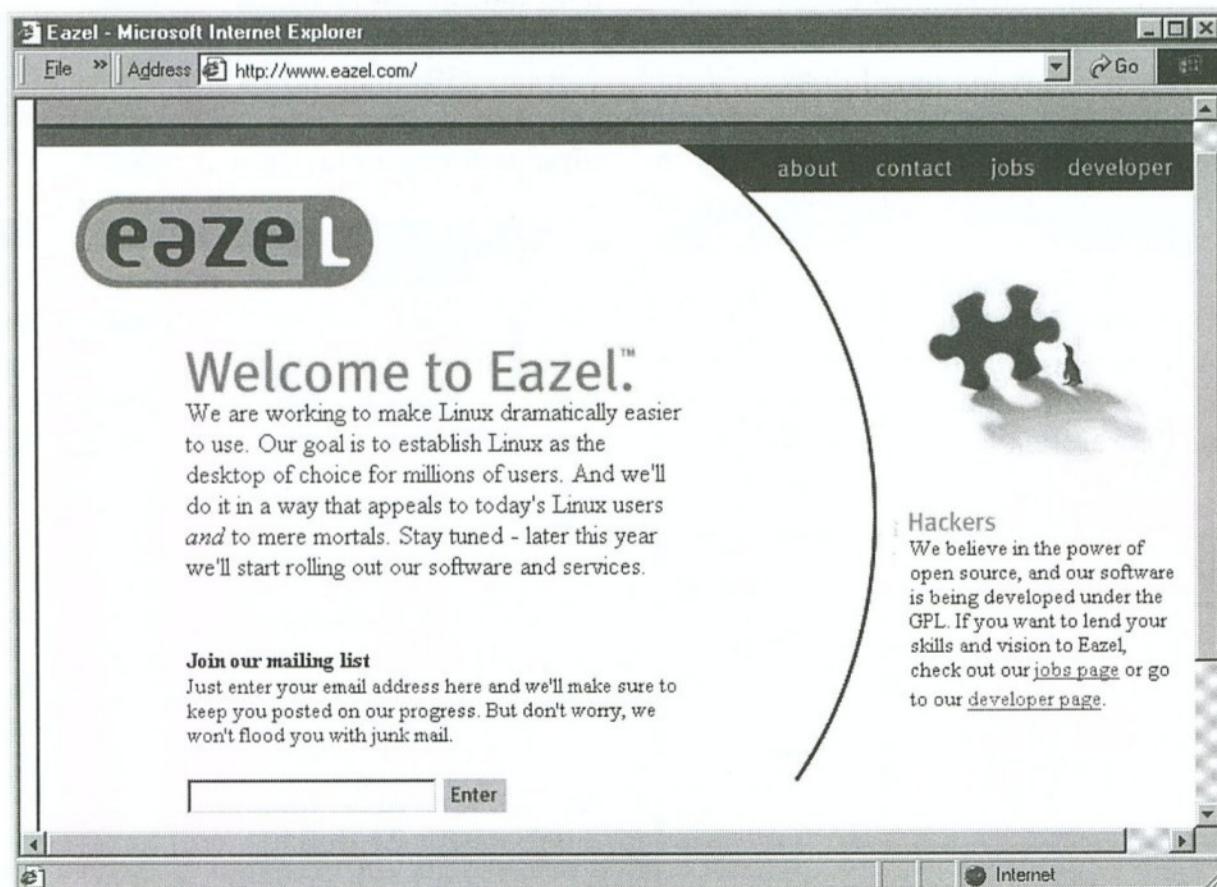 Eazel - Microsoft Internet Explorer
File » Address http://www.eazel.com/ Go
about contact jobs developer
eazel
Welcome to Eazel.™
We are working to make Linux dramatically easier
to use. Our goal is to establish Linux as the
desktop of choice for millions of users. And we'll
do it in a way that appeals to today's Linux users
and to mere mortals. Stay tuned - later this year
we'll start rolling out our software and services.
Join our mailing list
Just enter your email address here and we'll make sure to
keep you posted on our progress. But don't worry, we
won't flood you with junk mail.
Enter
Hackers
We believe in the power of
open source, and our software
is being developed under the
GPL. If you want to lend your
skills and vision to Eazel,
check out our jobs page or go
to our developer page.
Internet